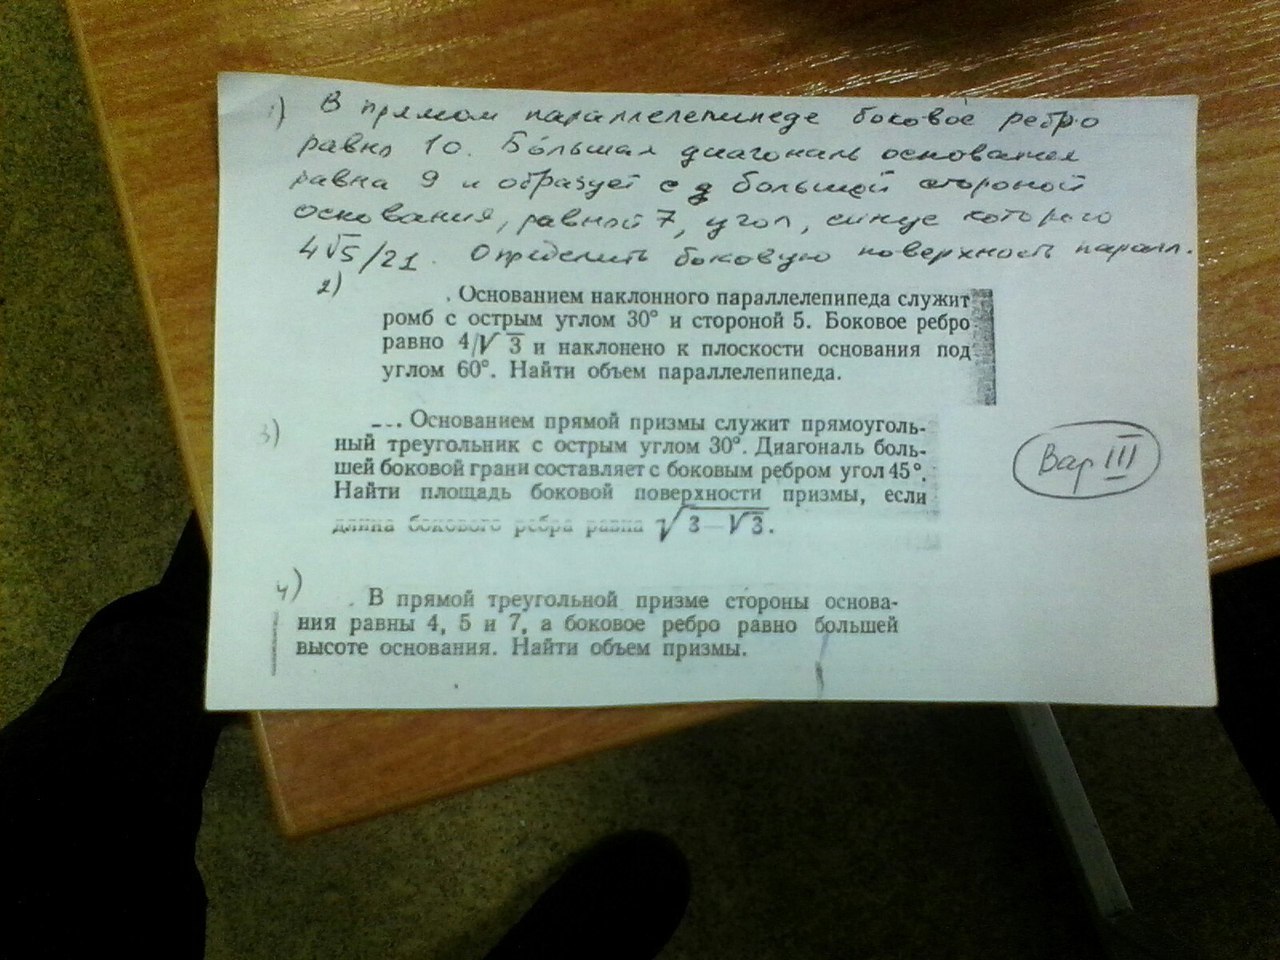 1) В прямом параллелепипеде боковое ребро
равно 10. Бо́льшая диагональ основания
равна 9 и образует с большей стороной
основания, равной 7, угол, синус которого
4√5/21. Определить боковую поверхность паралл.
2) . Основанием наклонного параллелепипеда служит
ромб с острым углом 30° и стороной 5. Боковое ребро
равно 4/√3 и наклонено к плоскости основания под
углом 60°. Найти объем параллелепипеда.
3) ... Основанием прямой призмы служит прямоуголь-
ный треугольник с острым углом 30°. Диагональ боль-
шей боковой грани составляет с боковым ребром угол 45°.
Найти площадь боковой поверхности призмы, если
длина бокового ребра равна √3−√3.
Вар III
4) . В прямой треугольной призме стороны основа-
ния равны 4, 5 и 7, а боковое ребро равно большей
высоте основания. Найти объем призмы.